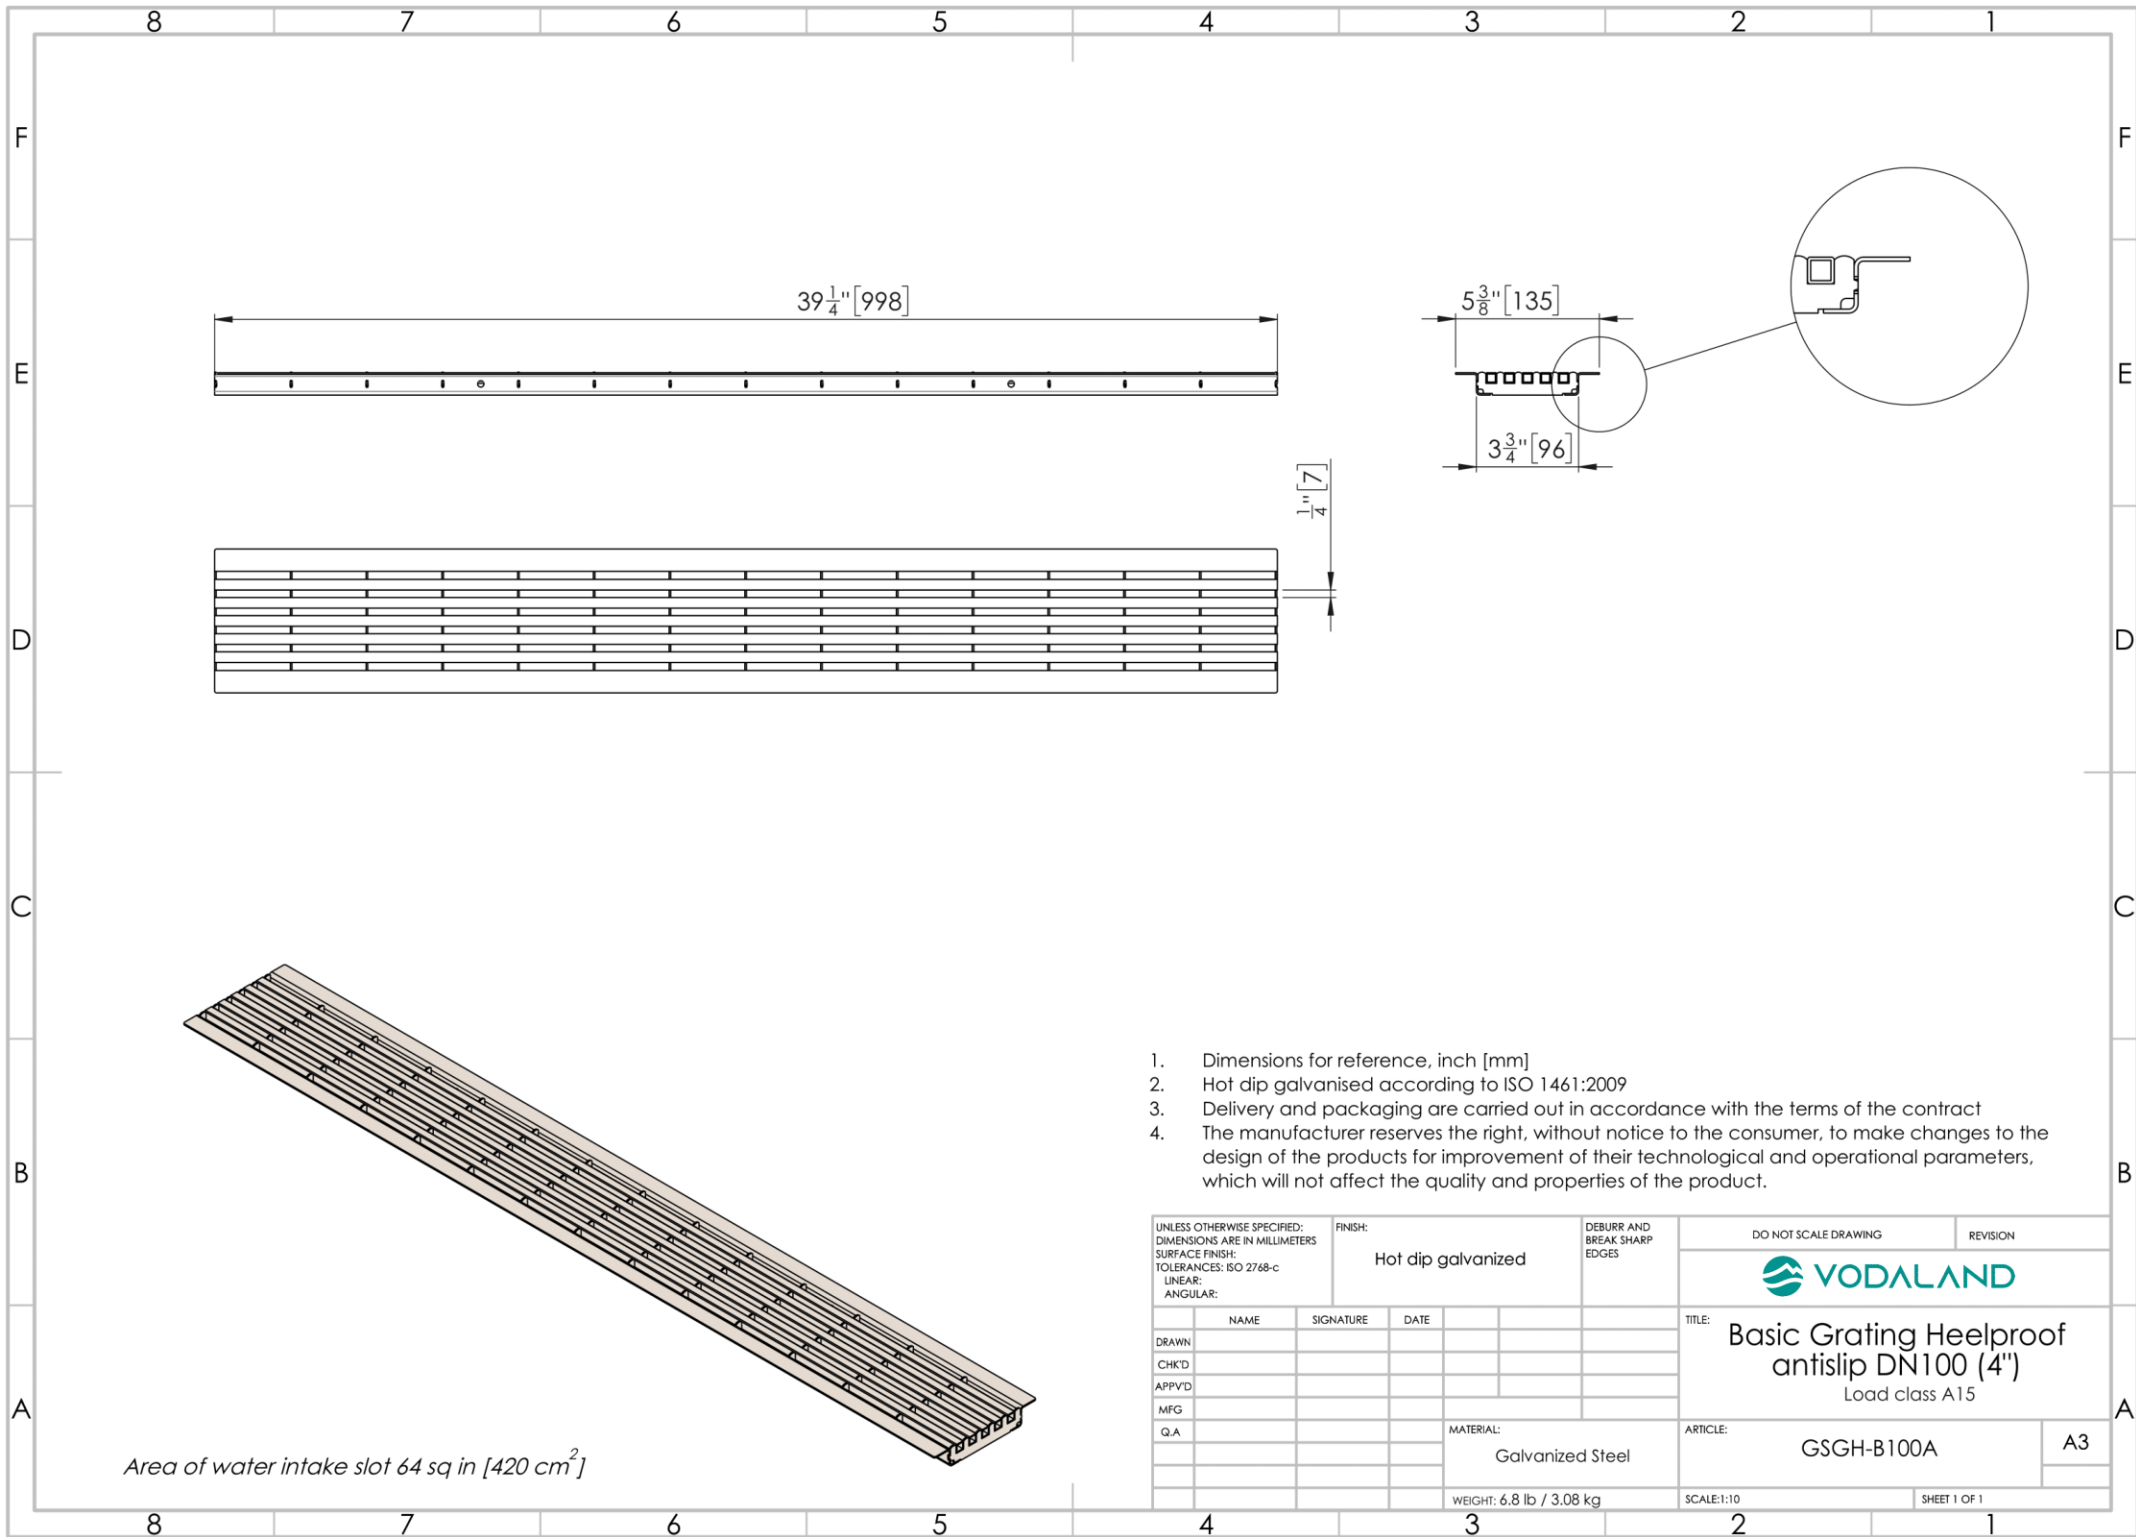 8 7 6 5 4 3 2 1
F F
39 1/4" [998]
5 3/8" [135]
E E
3 3/4" [96]
1/4" [7]
D D
C C
1. Dimensions for reference, inch [mm]
2. Hot dip galvanised according to ISO 1461:2009
3. Delivery and packaging are carried out in accordance with the terms of the contract
4. The manufacturer reserves the right, without notice to the consumer, to make changes to the
design of the products for improvement of their technological and operational parameters,
which will not affect the quality and properties of the product.
B B
UNLESS OTHERWISE SPECIFIED:
DIMENSIONS ARE IN MILLIMETERS
SURFACE FINISH:
TOLERANCES: ISO 2768-c
LINEAR:
ANGULAR:
FINISH:
Hot dip galvanized
DEBURR AND
BREAK SHARP
EDGES
DO NOT SCALE DRAWING
REVISION
VODALAND
NAME SIGNATURE DATE
DRAWN
CHK'D
APPV'D
MFG
Q.A
TITLE:
Basic Grating Heelproof
antislip DN100 (4")
Load class A15
A A
MATERIAL:
Galvanized Steel
ARTICLE:
GSGH-B100A
A3
WEIGHT: 6.8 lb / 3.08 kg
SCALE:1:10
SHEET 1 OF 1
Area of water intake slot 64 sq in [420 cm²]
8 7 6 5 4 3 2 1